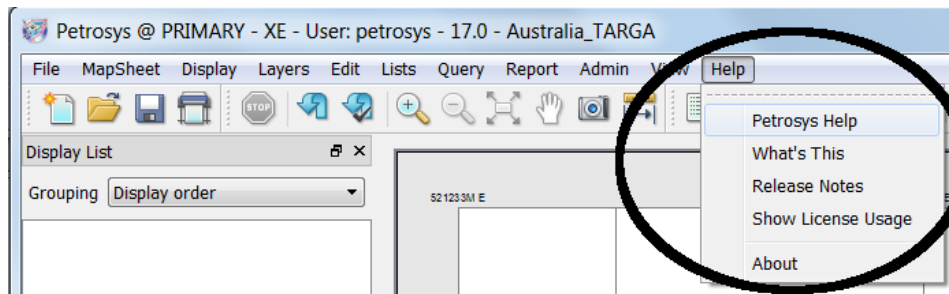 Petrosys @ PRIMARY - XE - User: petrosys - 17.0 - Australia_TARGA
File MapSheet Display Layers Edit Lists Query Report Admin View Help
STOP
Petrosys Help
Display List
What's This
Grouping Display order
Release Notes
521233M E
Show License Usage
About